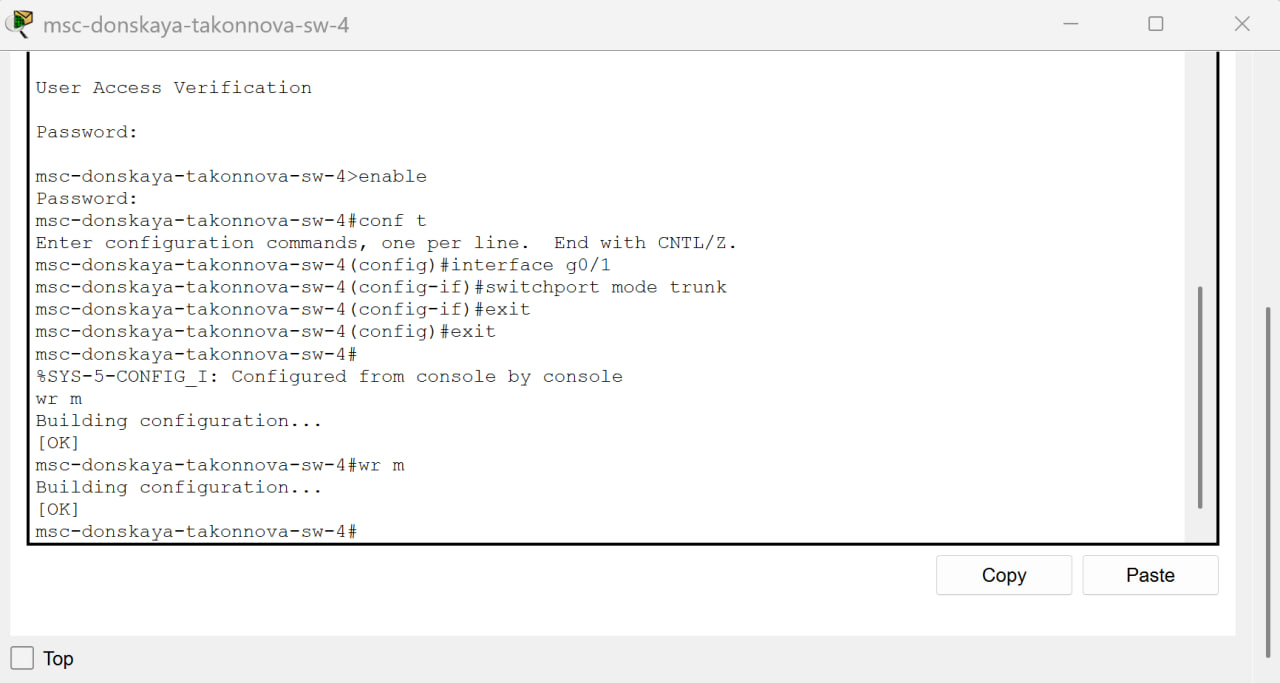 msc-donskaya-takonnova-sw-4
User Access Verification
Password:
msc-donskaya-takonnova-sw-4>enable
Password:
msc-donskaya-takonnova-sw-4#conf t
Enter configuration commands, one per line.  End with CNTL/Z.
msc-donskaya-takonnova-sw-4(config)#interface g0/1
msc-donskaya-takonnova-sw-4(config-if)#switchport mode trunk
msc-donskaya-takonnova-sw-4(config-if)#exit
msc-donskaya-takonnova-sw-4(config)#exit
msc-donskaya-takonnova-sw-4#
%SYS-5-CONFIG_I: Configured from console by console
wr m
Building configuration...
[OK]
msc-donskaya-takonnova-sw-4#wr m
Building configuration...
[OK]
msc-donskaya-takonnova-sw-4#
Copy
Paste
Top